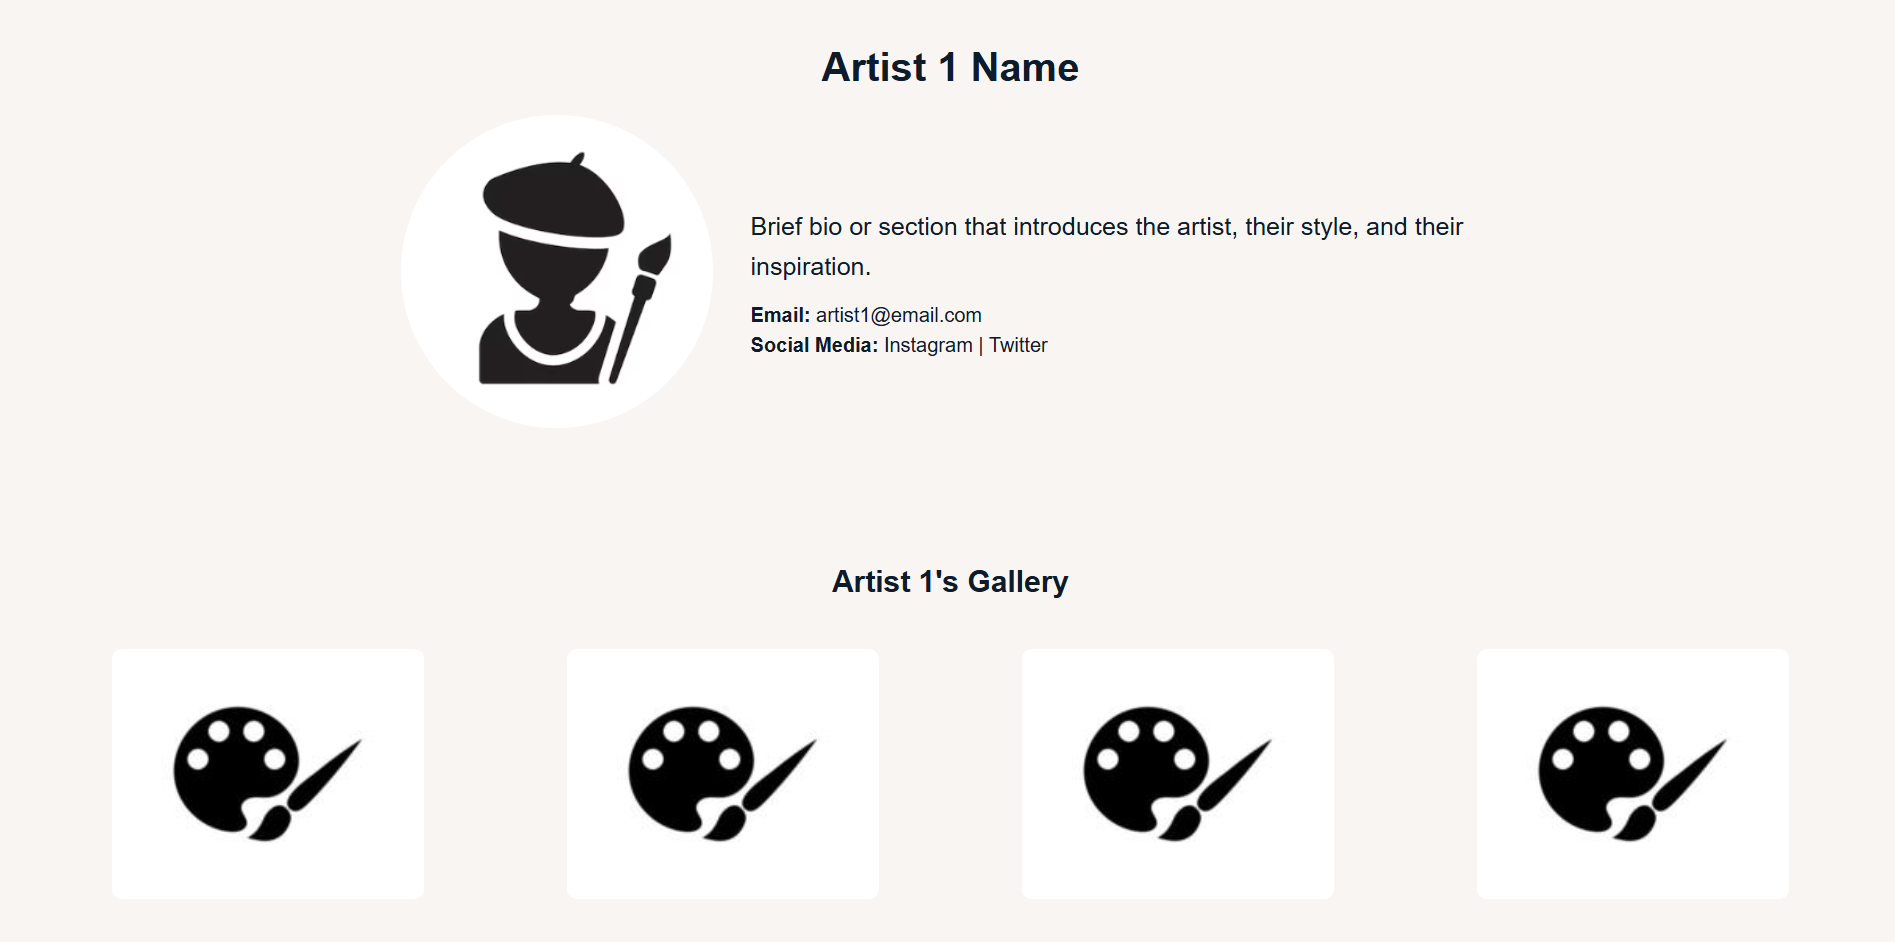 Artist 1 Name
Brief bio or section that introduces the artist, their style, and their
inspiration.
Email: artist1@email.com
Social Media: Instagram | Twitter
Artist 1's Gallery